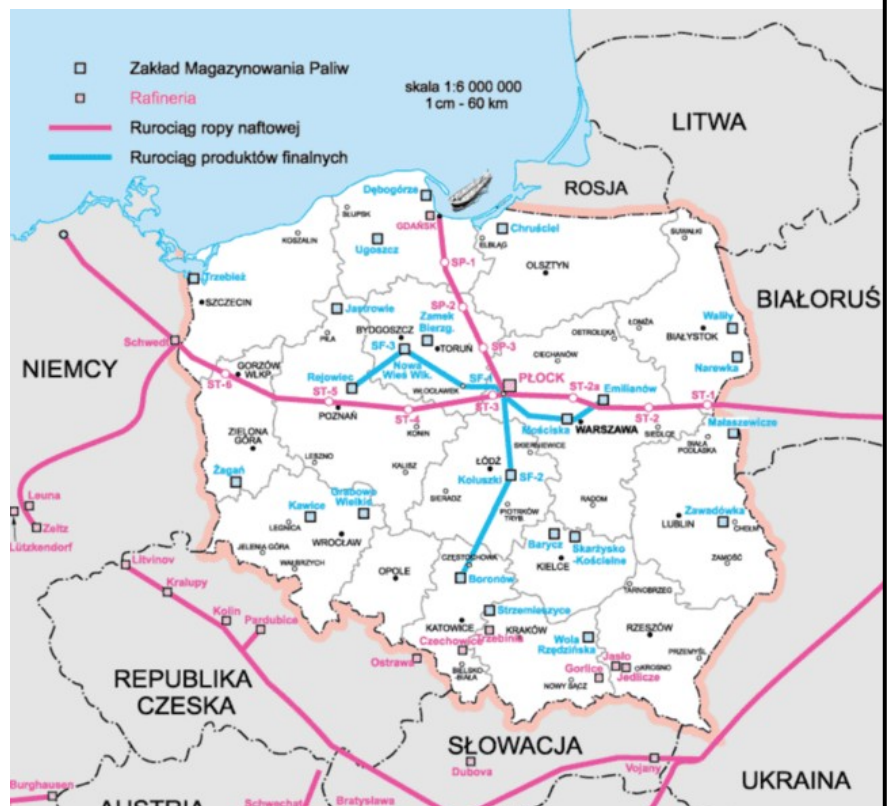 Zakład Magazynowania Paliw
Rafineria
Rurociąg ropy naftowej
Rurociąg produktów finalnych
skala 1:6 000 000
1 cm - 60 km
LITWA
ROSJA
Dębogórze
SŁUPSK
GDAŃSK
KOSZALIN
Ugoszcz
ELBLĄG
Chruściel
SUWAŁKI
OLSZTYN
SP-1
Trzebież
SZCZECIN
Jastrowie
SP-2
Zamek
Bierzg.
BYDGOSZCZ
PIŁA
SF-3
TORUŃ
SP-3
BIAŁORUŚ
ŁOMŻA
Waliły
BIAŁYSTOK
OSTROŁĘKA
Narewka
CIECHANÓW
Schwedt
NIEMCY
ST-6
GORZÓW
WLKP
Rejowiec
Nowa
Wieś Wlk.
WŁOCŁAWEK
SF-1
PŁOCK
ST-2a
Emilianów
ST-1
ST-5
POZNAŃ
ST-4
ST-3
ST-2
KONIN
Mościska
WARSZAWA
SIEDLCE
Małaszewicze
BIAŁA
PODLASKA
ZIELONA
GÓRA
LESZNO
KALISZ
SKIERNIEWICE
ŁÓDŹ
Koluszki
SF-2
Żagań
SIERADZ
PIOTRKÓW
TRYB.
RADOM
Leuna
Zeitz
Lützkendorf
Kawice
Grabowo
Wielkie
LEGNICA
WROCŁAW
JELENIA GÓRA
WAŁBRZYCH
LUBLIN
Zawadówka
CHEŁM
Barycz
Skarżysko
-Kościelne
KIELCE
ZAMOŚĆ
OPOLE
CZĘSTOCHOWA
Boronów
TARNOBRZEG
Litvinov
Kralupy
Kolin
Pardubice
Strzemieszyce
KATOWICE
Trzebinia
KRAKÓW
Czechowice
Wola
Rzędzińska
RZESZÓW
PRZEMYŚL
Ostrawa
BIELSKO
-BIAŁA
Jasło
KROSNO
Jedlicze
Gorlice
NOWY SĄCZ
REPUBLIKA
CZESKA
SŁOWACJA
Dubova
Vojany
UKRAINA
Burghausen
AUSTRIA
Schwechat
Bratysława